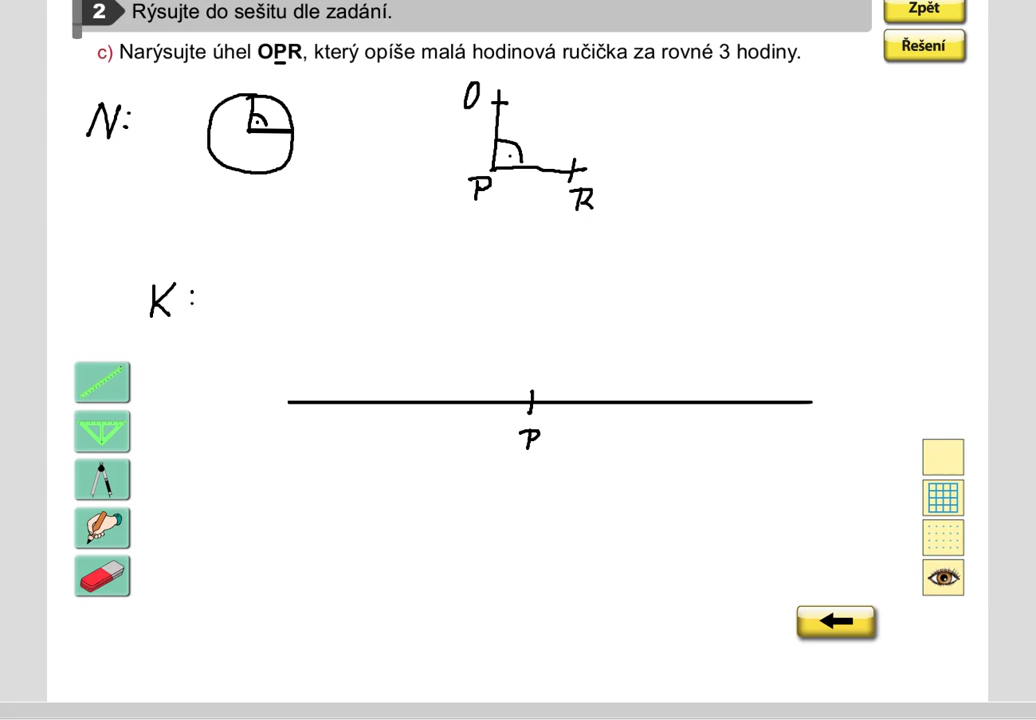 2 Rýsujte do sešitu dle zadání.
Zpět
c) Narýsujte úhel OPR, který opíše malá hodinová ručička za rovné 3 hodiny.
Řešení
N:
O
P
R
K:
P